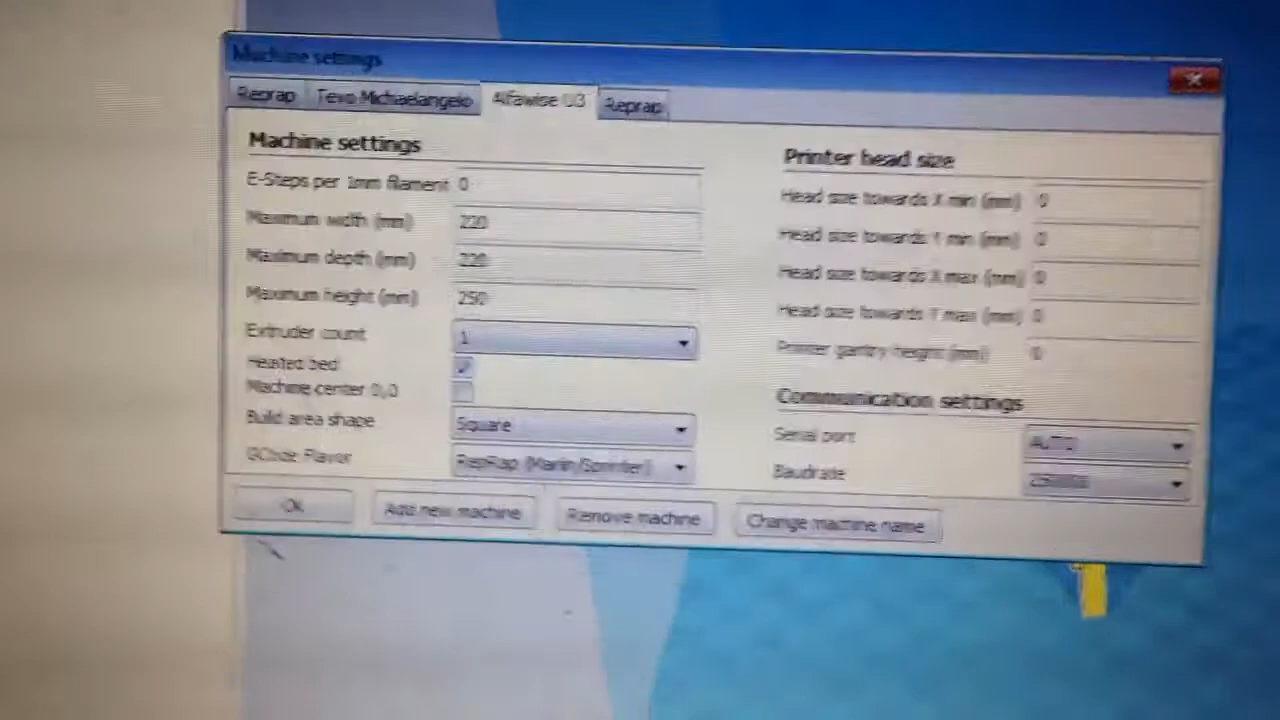 Machine settings
Reprap Tevo Michaelangelo Alfawise U3 Reprap
Machine settings
E-Steps per 1mm filament 0
Maximum width (mm) 220
Maximum depth (mm) 220
Maximum height (mm) 250
Extruder count 1
Heated bed
Machine center 0,0
Build area shape Square
GCode Flavor RepRap (Marlin/Sprinter)
Printer head size
Head size towards X min (mm) 0
Head size towards Y min (mm) 0
Head size towards X max (mm) 0
Head size towards Y max (mm) 0
Printer gantry height (mm) 0
Communication settings
Serial port AUTO
Baudrate
Ok Add new machine Remove machine Change machine name